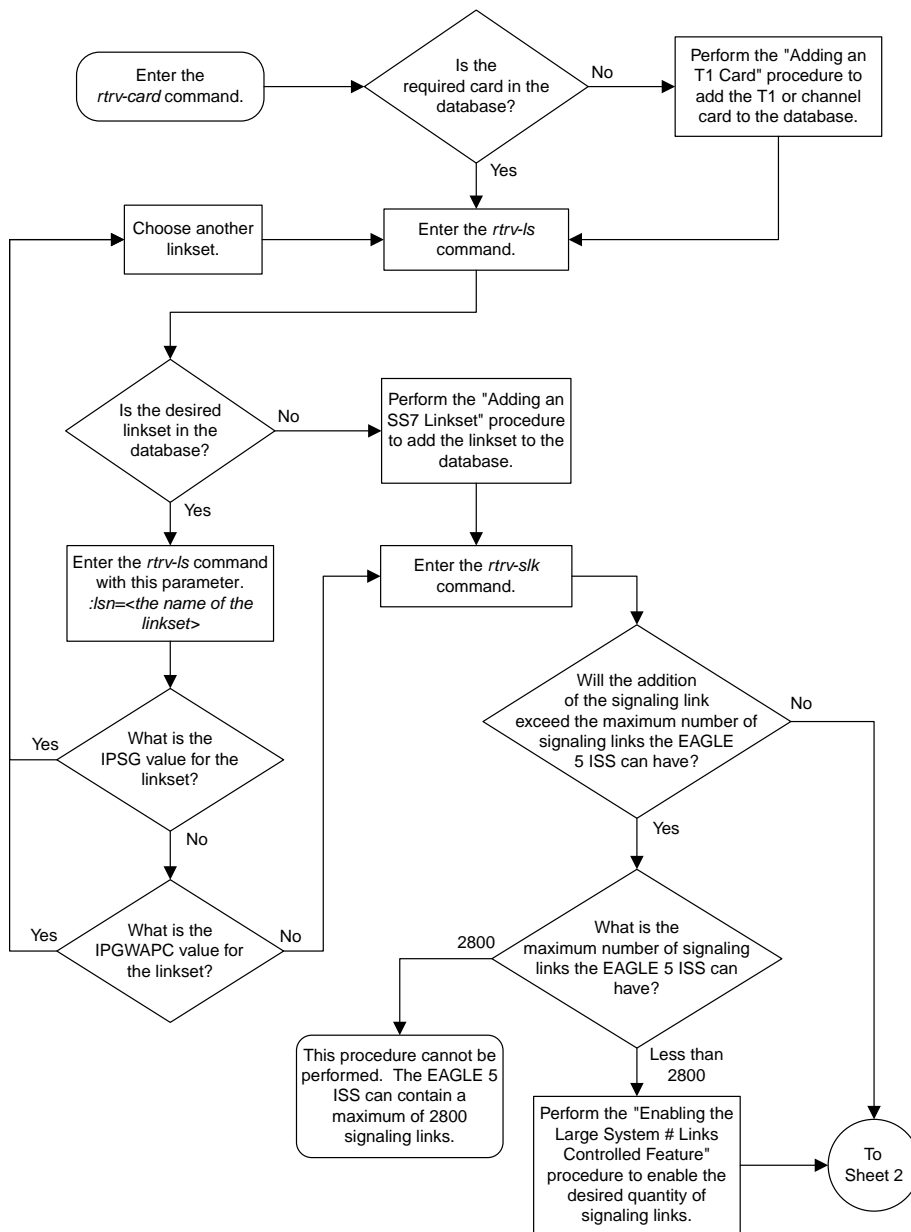 Enter the
rtrv-card command.
Is the
required card in the
database?
No
Perform the "Adding an
T1 Card" procedure to
add the T1 or channel
card to the database.
Yes
Choose another
linkset.
Enter the rtrv-ls
command.
Is the desired
linkset in the
database?
No
Perform the "Adding an
SS7 Linkset" procedure
to add the linkset to the
database.
Yes
Enter the rtrv-ls command
with this parameter.
:lsn=<the name of the
linkset>
Enter the rtrv-slk
command.
Will the addition
of the signaling link
exceed the maximum number of
signaling links the EAGLE
5 ISS can have?
No
Yes
What is the
IPSG value for the
linkset?
Yes
No
What is the
IPGWAPC value for
the linkset?
Yes
No
What is the
maximum number of signaling
links the EAGLE 5 ISS can
have?
2800
This procedure cannot be
performed. The EAGLE 5
ISS can contain a
maximum of 2800
signaling links.
Less than
2800
Perform the "Enabling the
Large System # Links
Controlled Feature"
procedure to enable the
desired quantity of
signaling links.
To
Sheet 2